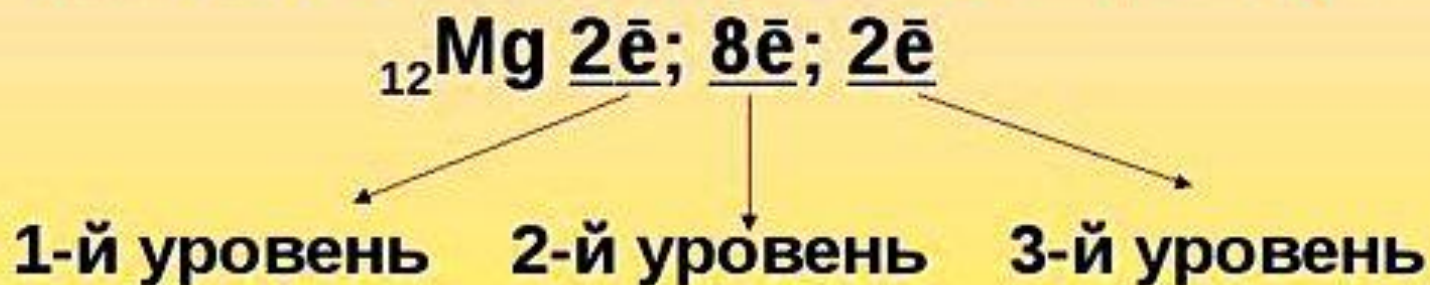 ₁₂Mg 2ē; 8ē; 2ē
1-й уровень 2-й уровень 3-й уровень